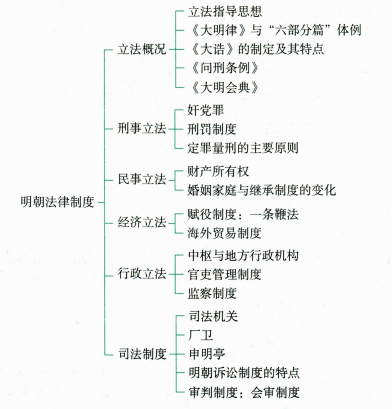 明朝法律制度
立法概况
立法指导思想
《大明律》与“六部分篇”体例
《大诰》的制定及其特点
《问刑条例》
《大明会典》
刑事立法
奸党罪
刑罚制度
定罪量刑的主要原则
民事立法
财产所有权
婚姻家庭与继承制度的变化
经济立法
赋役制度：一条鞭法
海外贸易制度
行政立法
中枢与地方行政机构
官吏管理制度
监察制度
司法制度
司法机关
厂卫
申明亭
明朝诉讼制度的特点
审判制度：会审制度